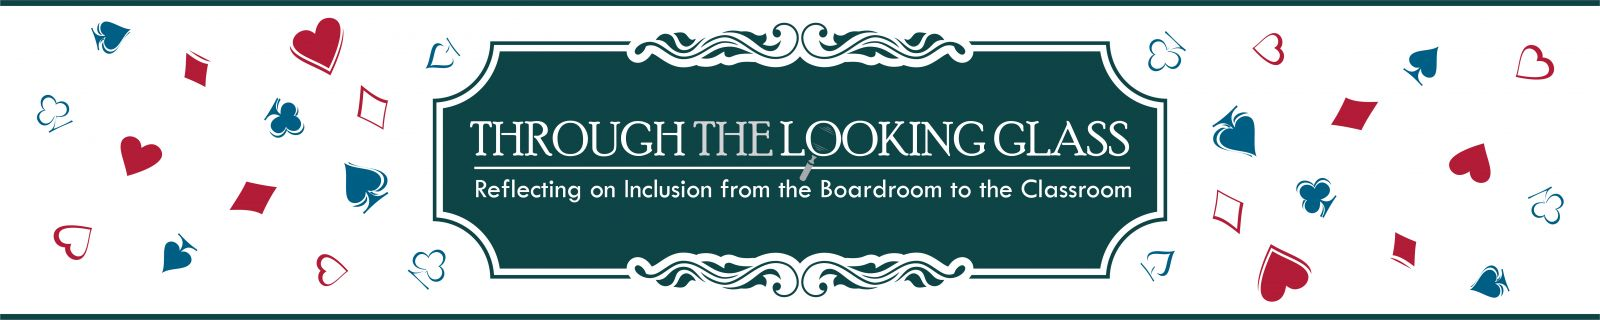 THROUGH THE LOOKING GLASS
Reflecting on Inclusion from the Boardroom to the Classroom